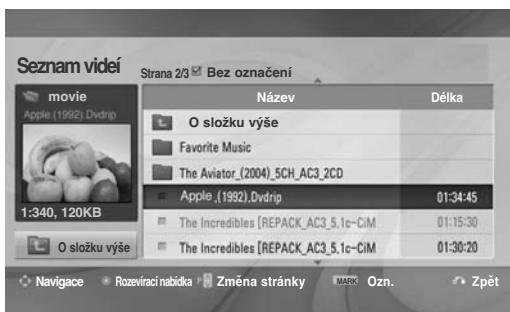 Seznam videí
Strana 2/3 Bez označení
movie
Apple.(1992).Dvdrip
1:340, 120KB
O složku výše
Název Délka
O složku výše
Favorite Music
The Aviator_(2004)_5CH_AC3_2CD
Apple .(1992).Dvdrip 01:34:45
The Incredibles [REPACK_AC3_5.1c-CiM 01:15:30
The Incredibles [REPACK_AC3_5.1c-CiM 01:30:20
Navigace Rozevírací nabídka P Změna stránky MARK Ozn. Zpět